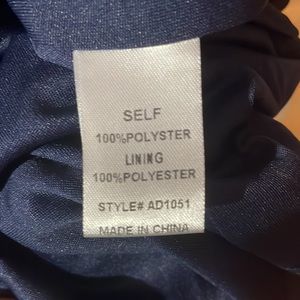 SELF
100%POLYSTER
LINING
100%POLYESTER
STYLE# AD1051
MADE IN CHINA